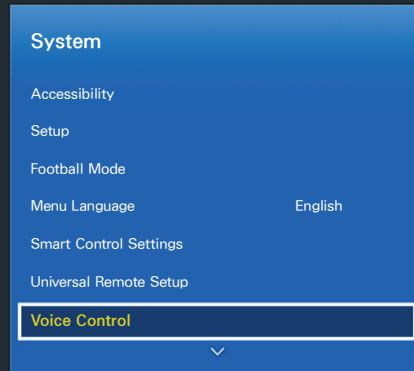 System
Accessibility
Setup
Football Mode
Menu Language English
Smart Control Settings
Universal Remote Setup
Voice Control